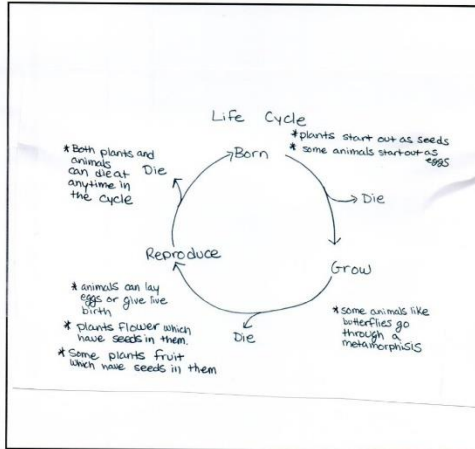 Life Cycle
* plants start out as seeds
* some animals start out as
eggs
Born
Die
Grow
* some animals like
butterflies go
through a
metamorphisis
Die
Reproduce
* animals can lay
eggs or give live
birth
* plants flower which
have seeds in them.
* Some plants fruit
which have seeds in them
Die
* Both plants and
animals
can die at
anytime in
the cycle